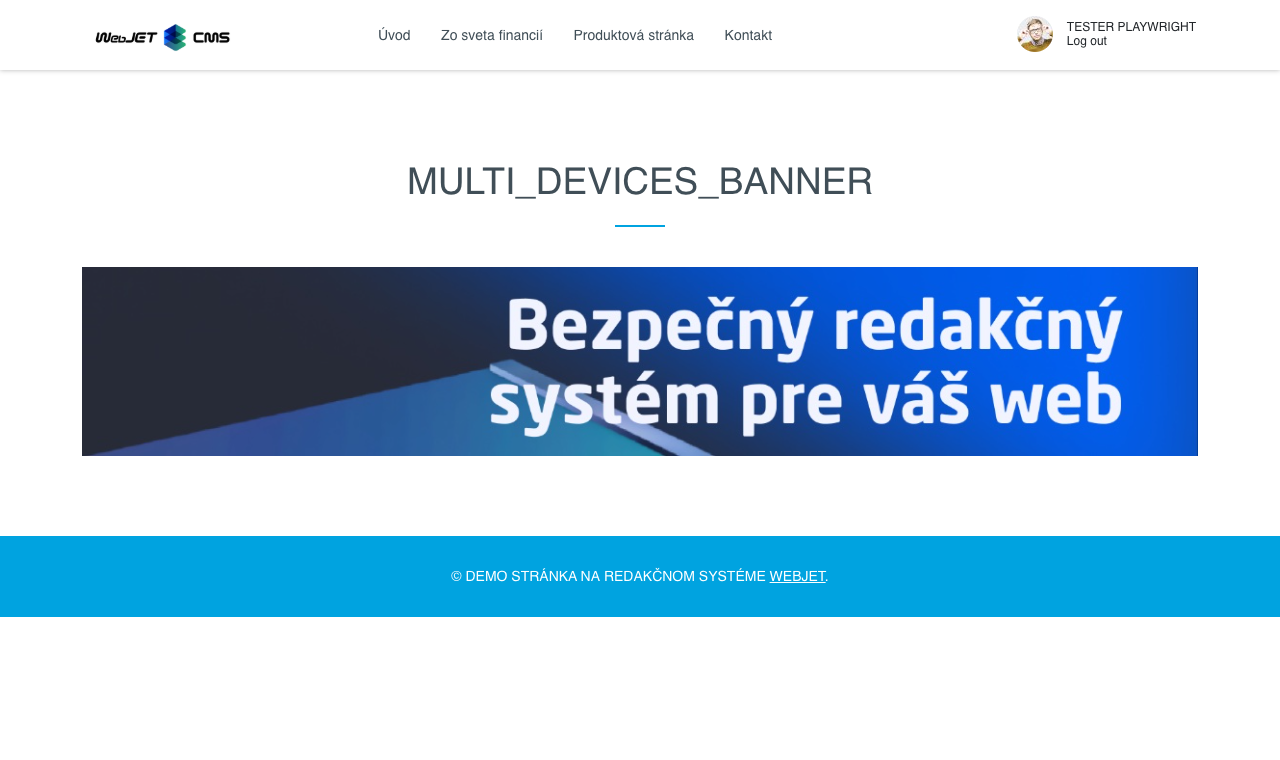 WebJET CMS
Úvod
Zo sveta financií
Produktová stránka
Kontakt
TESTER PLAYWRIGHT
Log out
MULTI_DEVICES_BANNER
Bezpečný redakčný
systém pre váš web
© DEMO STRÁNKA NA REDAKČNOM SYSTÉME WEBJET.